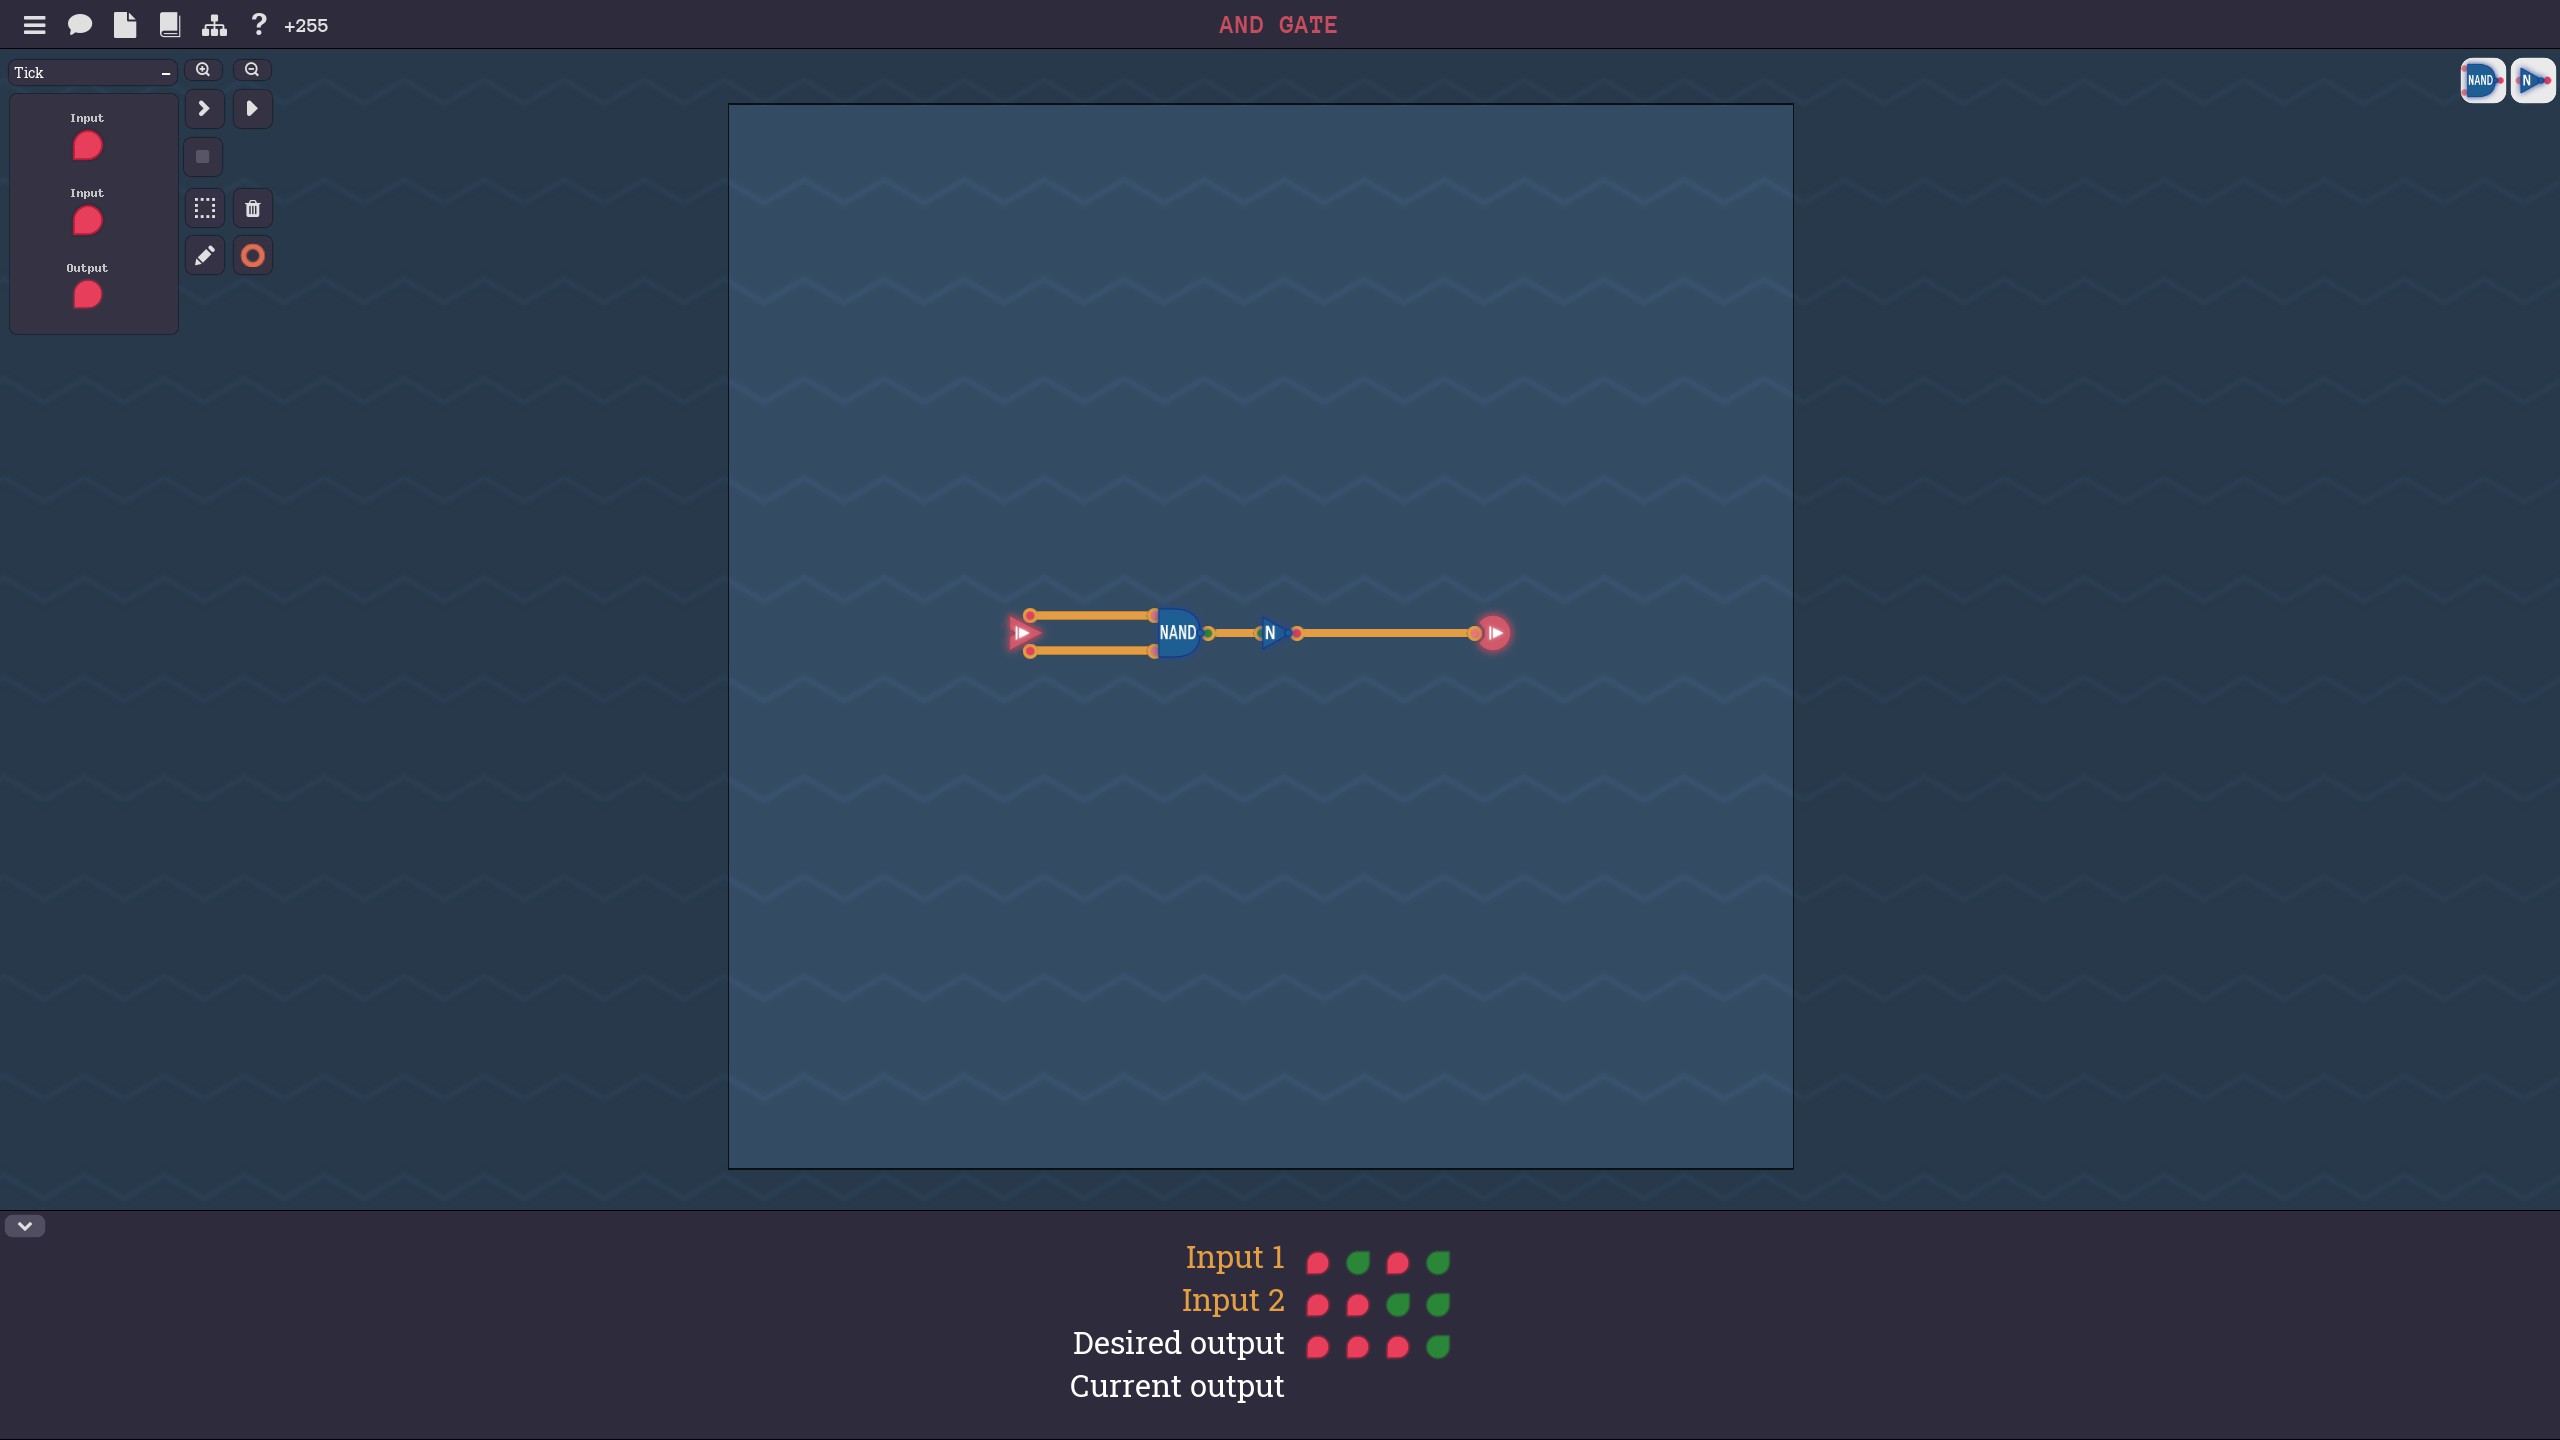 +255
AND GATE
Tick
Input
Input
Output
NAND
N
NAND
N
Input 1
Input 2
Desired output
Current output